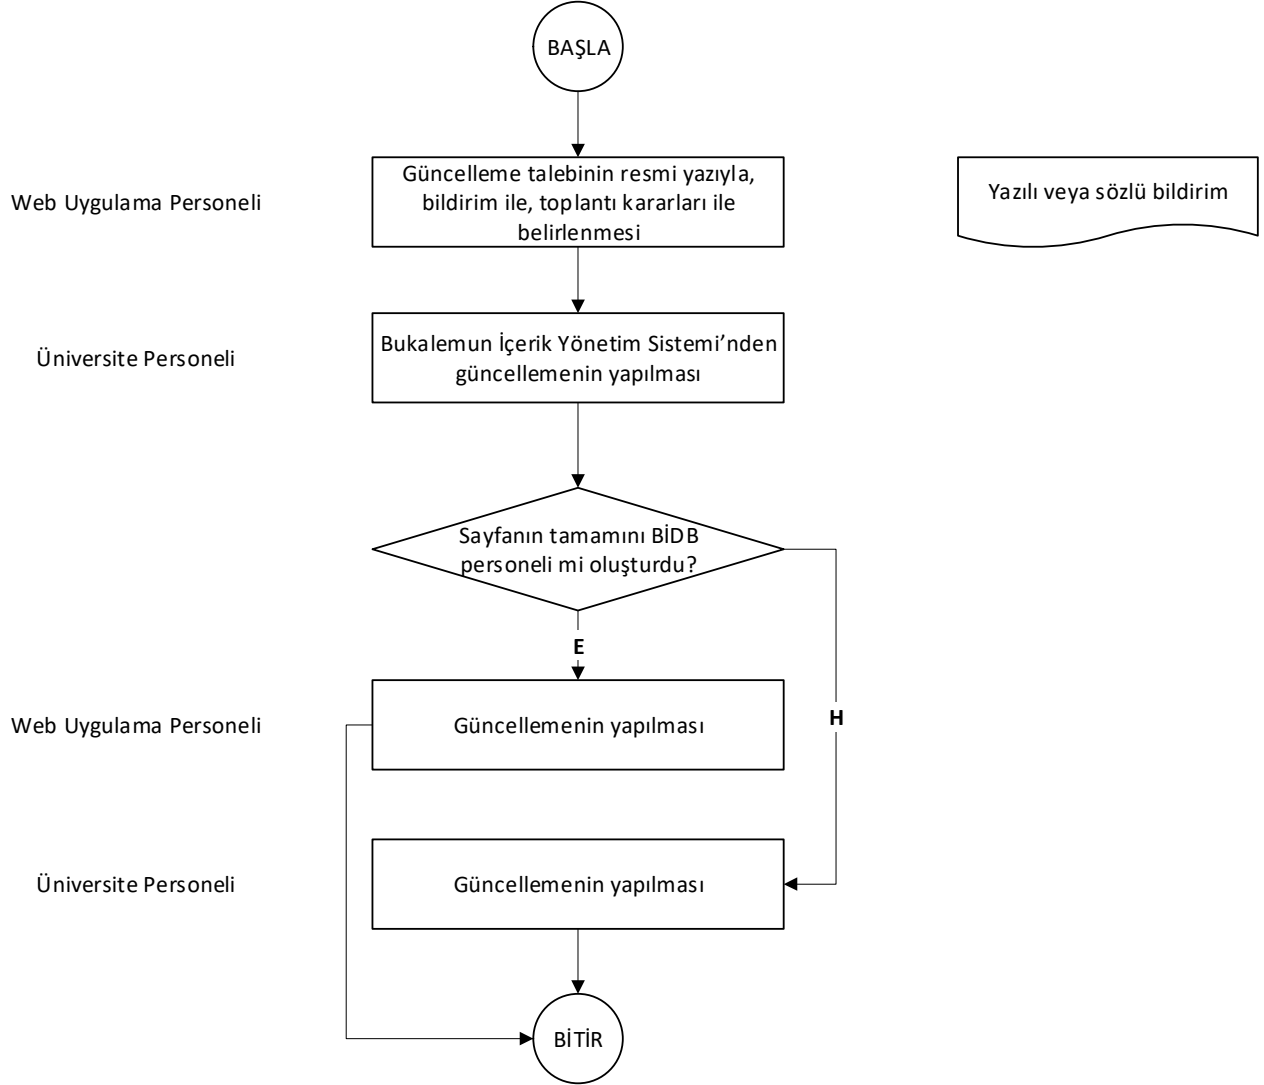 BAŞLA
Web Uygulama Personeli
Güncelleme talebinin resmi yazıyla,
bildirim ile, toplantı kararları ile
belirlenmesi
Yazılı veya sözlü bildirim
Üniversite Personeli
Bukalemun İçerik Yönetim Sistemi’nden
güncellemenin yapılması
Sayfanın tamamını BİDB
personeli mi oluşturdu?
E
H
Web Uygulama Personeli
Güncellemenin yapılması
Üniversite Personeli
Güncellemenin yapılması
BİTİR